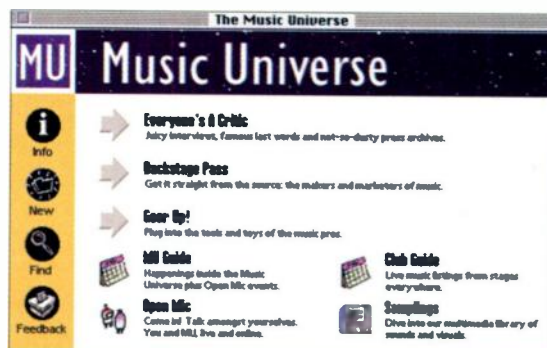 The Music Universe
MU Music Universe
Info
New
Find
Feedback
Everyone's A Critic
Juicy interviews, famous last words and not-so-dusty press archives.
Backstage Pass
Get it straight from the source: the makers and marketers of music.
Gear Up!
Plug into the tools and toys of the music pros.
MU Guide
Happenings inside the Music
Universe plus Open Mic events.
Club Guide
Live music listings from stages
everywhere.
Open Mic
Come in! Talk amongst yourselves.
You and MU, live and online.
Samplings
Dive into our multimedia library of
sounds and visuals.